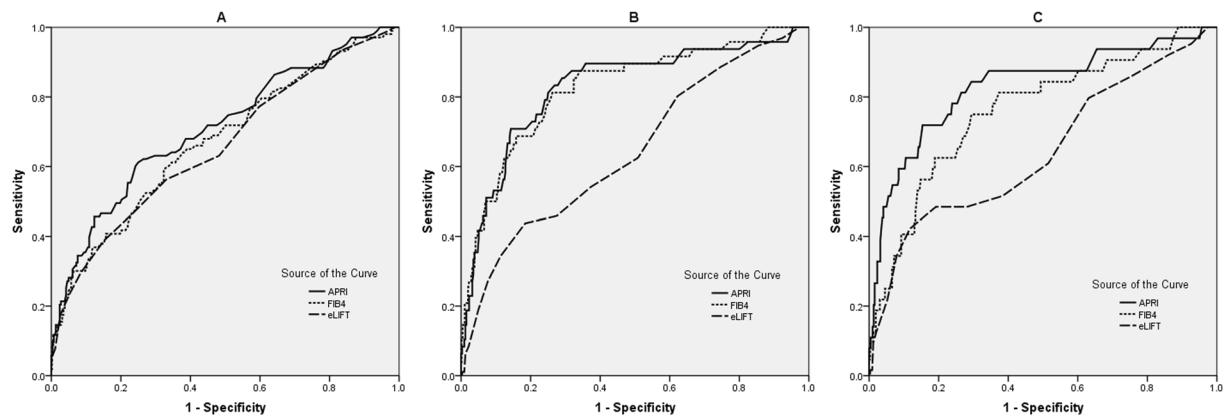 A
1.0
0.8
0.6
0.4
0.2
0.0
Sensitivity
0.0 0.2 0.4 0.6 0.8 1.0
1 - Specificity
Source of the Curve
APRI
FIB4
eLIFT
B
1.0
0.8
0.6
0.4
0.2
0.0
Sensitivity
0.0 0.2 0.4 0.6 0.8 1.0
1 - Specificity
Source of the Curve
APRI
FIB4
eLIFT
C
1.0
0.8
0.6
0.4
0.2
0.0
Sensitivity
0.0 0.2 0.4 0.6 0.8 1.0
1 - Specificity
Source of the Curve
APRI
FIB4
eLIFT